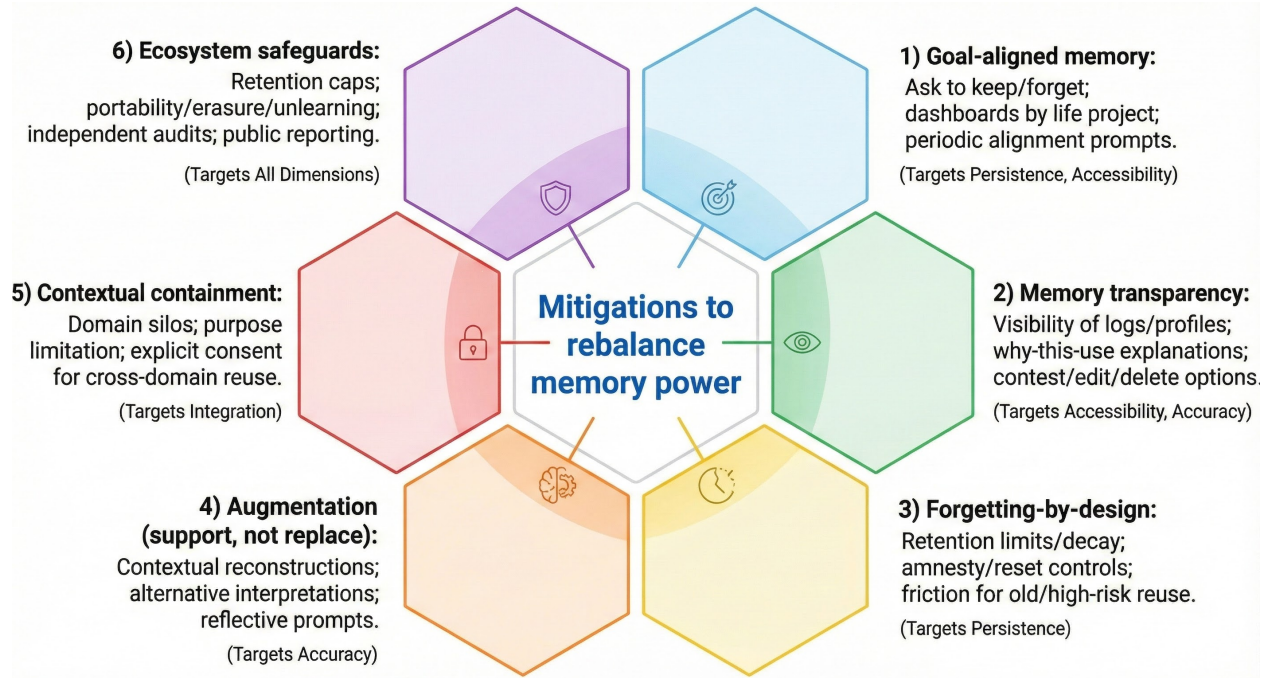 Mitigations to
rebalance
memory power
1) Goal-aligned memory:
Ask to keep/forget;
dashboards by life project;
periodic alignment prompts.
(Targets Persistence, Accessibility)
2) Memory transparency:
Visibility of logs/profiles;
why-this-use explanations;
contest/edit/delete options.
(Targets Accessibility, Accuracy)
3) Forgetting-by-design:
Retention limits/decay;
amnesty/reset controls;
friction for old/high-risk reuse.
(Targets Persistence)
4) Augmentation
(support, not replace):
Contextual reconstructions;
alternative interpretations;
reflective prompts.
(Targets Accuracy)
5) Contextual containment:
Domain silos; purpose
limitation; explicit consent
for cross-domain reuse.
(Targets Integration)
6) Ecosystem safeguards:
Retention caps;
portability/erasure/unlearning;
independent audits; public reporting.
(Targets All Dimensions)